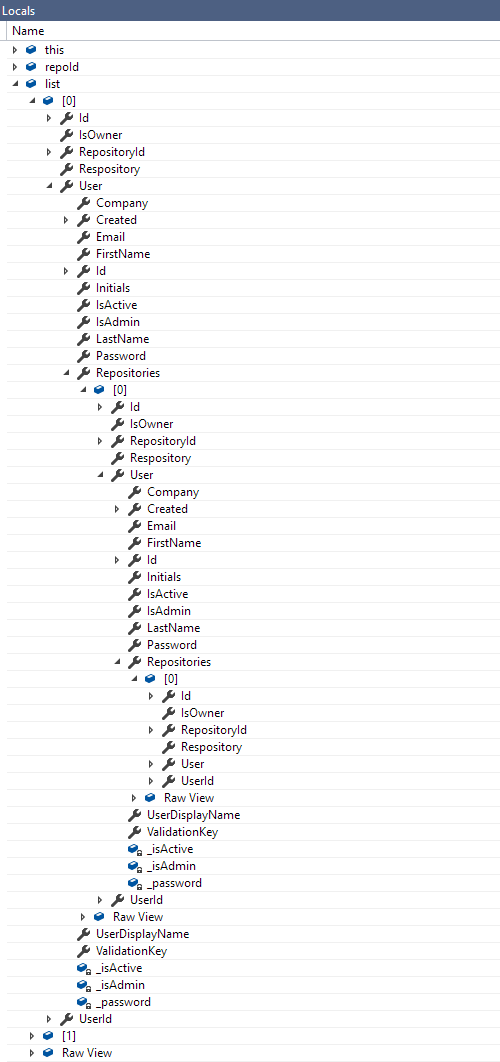 Locals
Name
this
repoId
list
[0]
Id
IsOwner
RepositoryId
Respository
User
Company
Created
Email
FirstName
Id
Initials
IsActive
IsAdmin
LastName
Password
Repositories
[0]
Id
IsOwner
RepositoryId
Respository
User
Company
Created
Email
FirstName
Id
Initials
IsActive
IsAdmin
LastName
Password
Repositories
[0]
Id
IsOwner
RepositoryId
Respository
User
UserId
Raw View
UserDisplayName
ValidationKey
_isActive
_isAdmin
_password
UserId
Raw View
UserDisplayName
ValidationKey
_isActive
_isAdmin
_password
UserId
[1]
Raw View